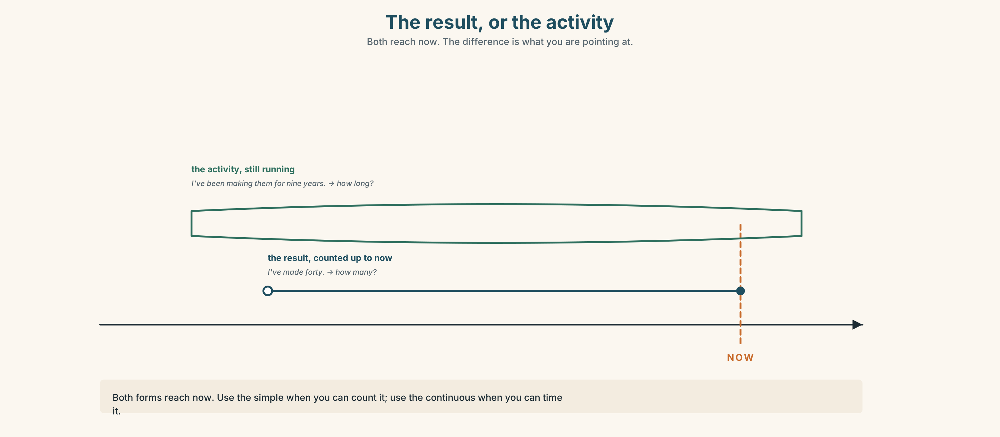 The result, or the activity
Both reach now. The difference is what you are pointing at.
the activity, still running
I've been making them for nine years. → how long?
the result, counted up to now
I've made forty. → how many?
NOW
Both forms reach now. Use the simple when you can count it; use the continuous when you can time
it.